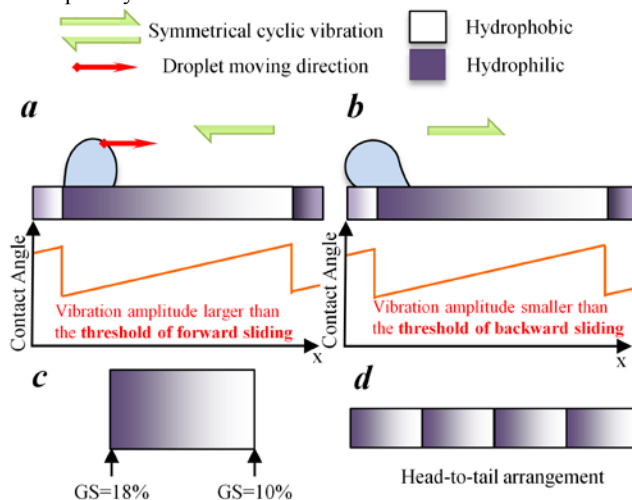 Symmetrical cyclic vibration
Hydrophobic
Droplet moving direction
Hydrophilic
a
b
Contact Angle
Vibration amplitude larger than
the threshold of forward sliding
x
Contact Angle
Vibration amplitude smaller than
the threshold of backward sliding
x
c
d
GS=18%
GS=10%
Head-to-tail arrangement